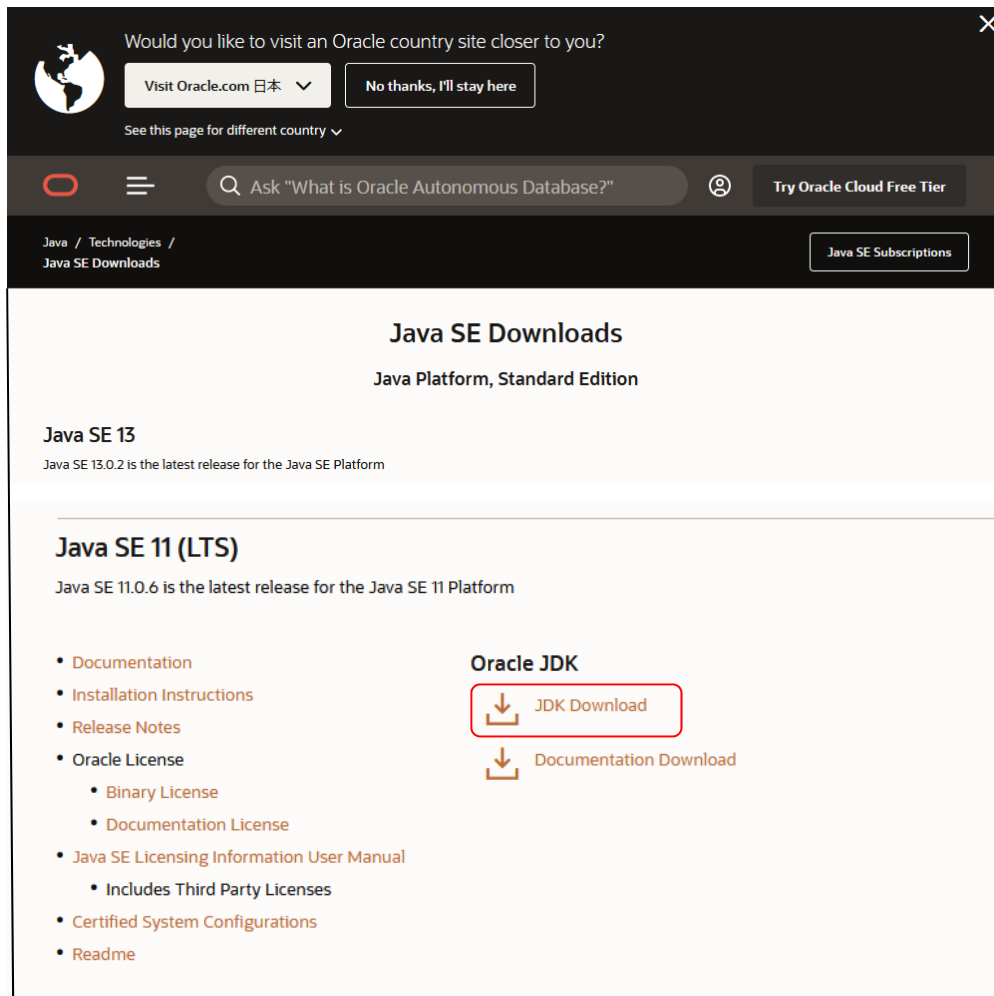 Would you like to visit an Oracle country site closer to you?
Visit Oracle.com 日本
No thanks, I'll stay here
See this page for different country
Ask "What is Oracle Autonomous Database?"
Try Oracle Cloud Free Tier
Java / Technologies /
Java SE Downloads
Java SE Subscriptions
Java SE Downloads
Java Platform, Standard Edition
Java SE 13
Java SE 13.0.2 is the latest release for the Java SE Platform
Java SE 11 (LTS)
Java SE 11.0.6 is the latest release for the Java SE 11 Platform
• Documentation
• Installation Instructions
• Release Notes
• Oracle License
• Binary License
• Documentation License
• Java SE Licensing Information User Manual
• Includes Third Party Licenses
• Certified System Configurations
• Readme
Oracle JDK
JDK Download
Documentation Download